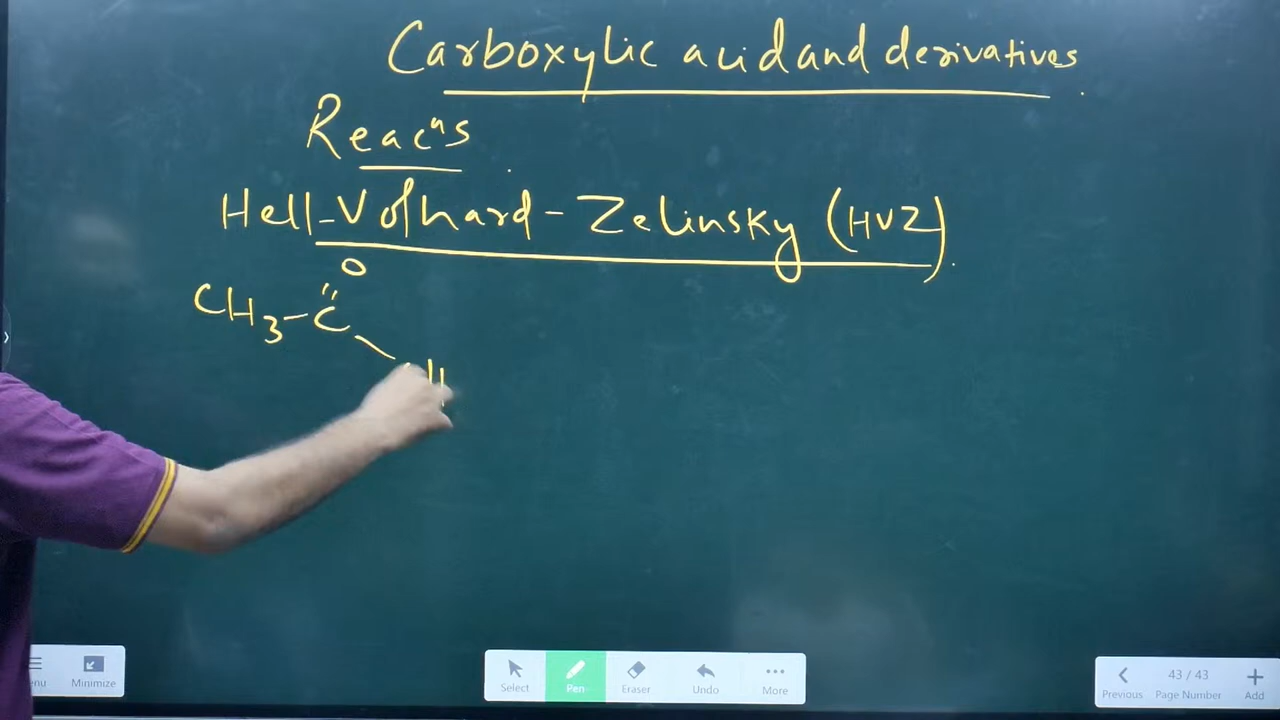 Carboxylic acid and derivatives
Reacⁿs
Hell-Volhard-Zelinsky (HVZ)
O
CH3-C
H
Minimize
Select
Pen
Eraser
Undo
More
Previous
43 / 43
Page Number
Add